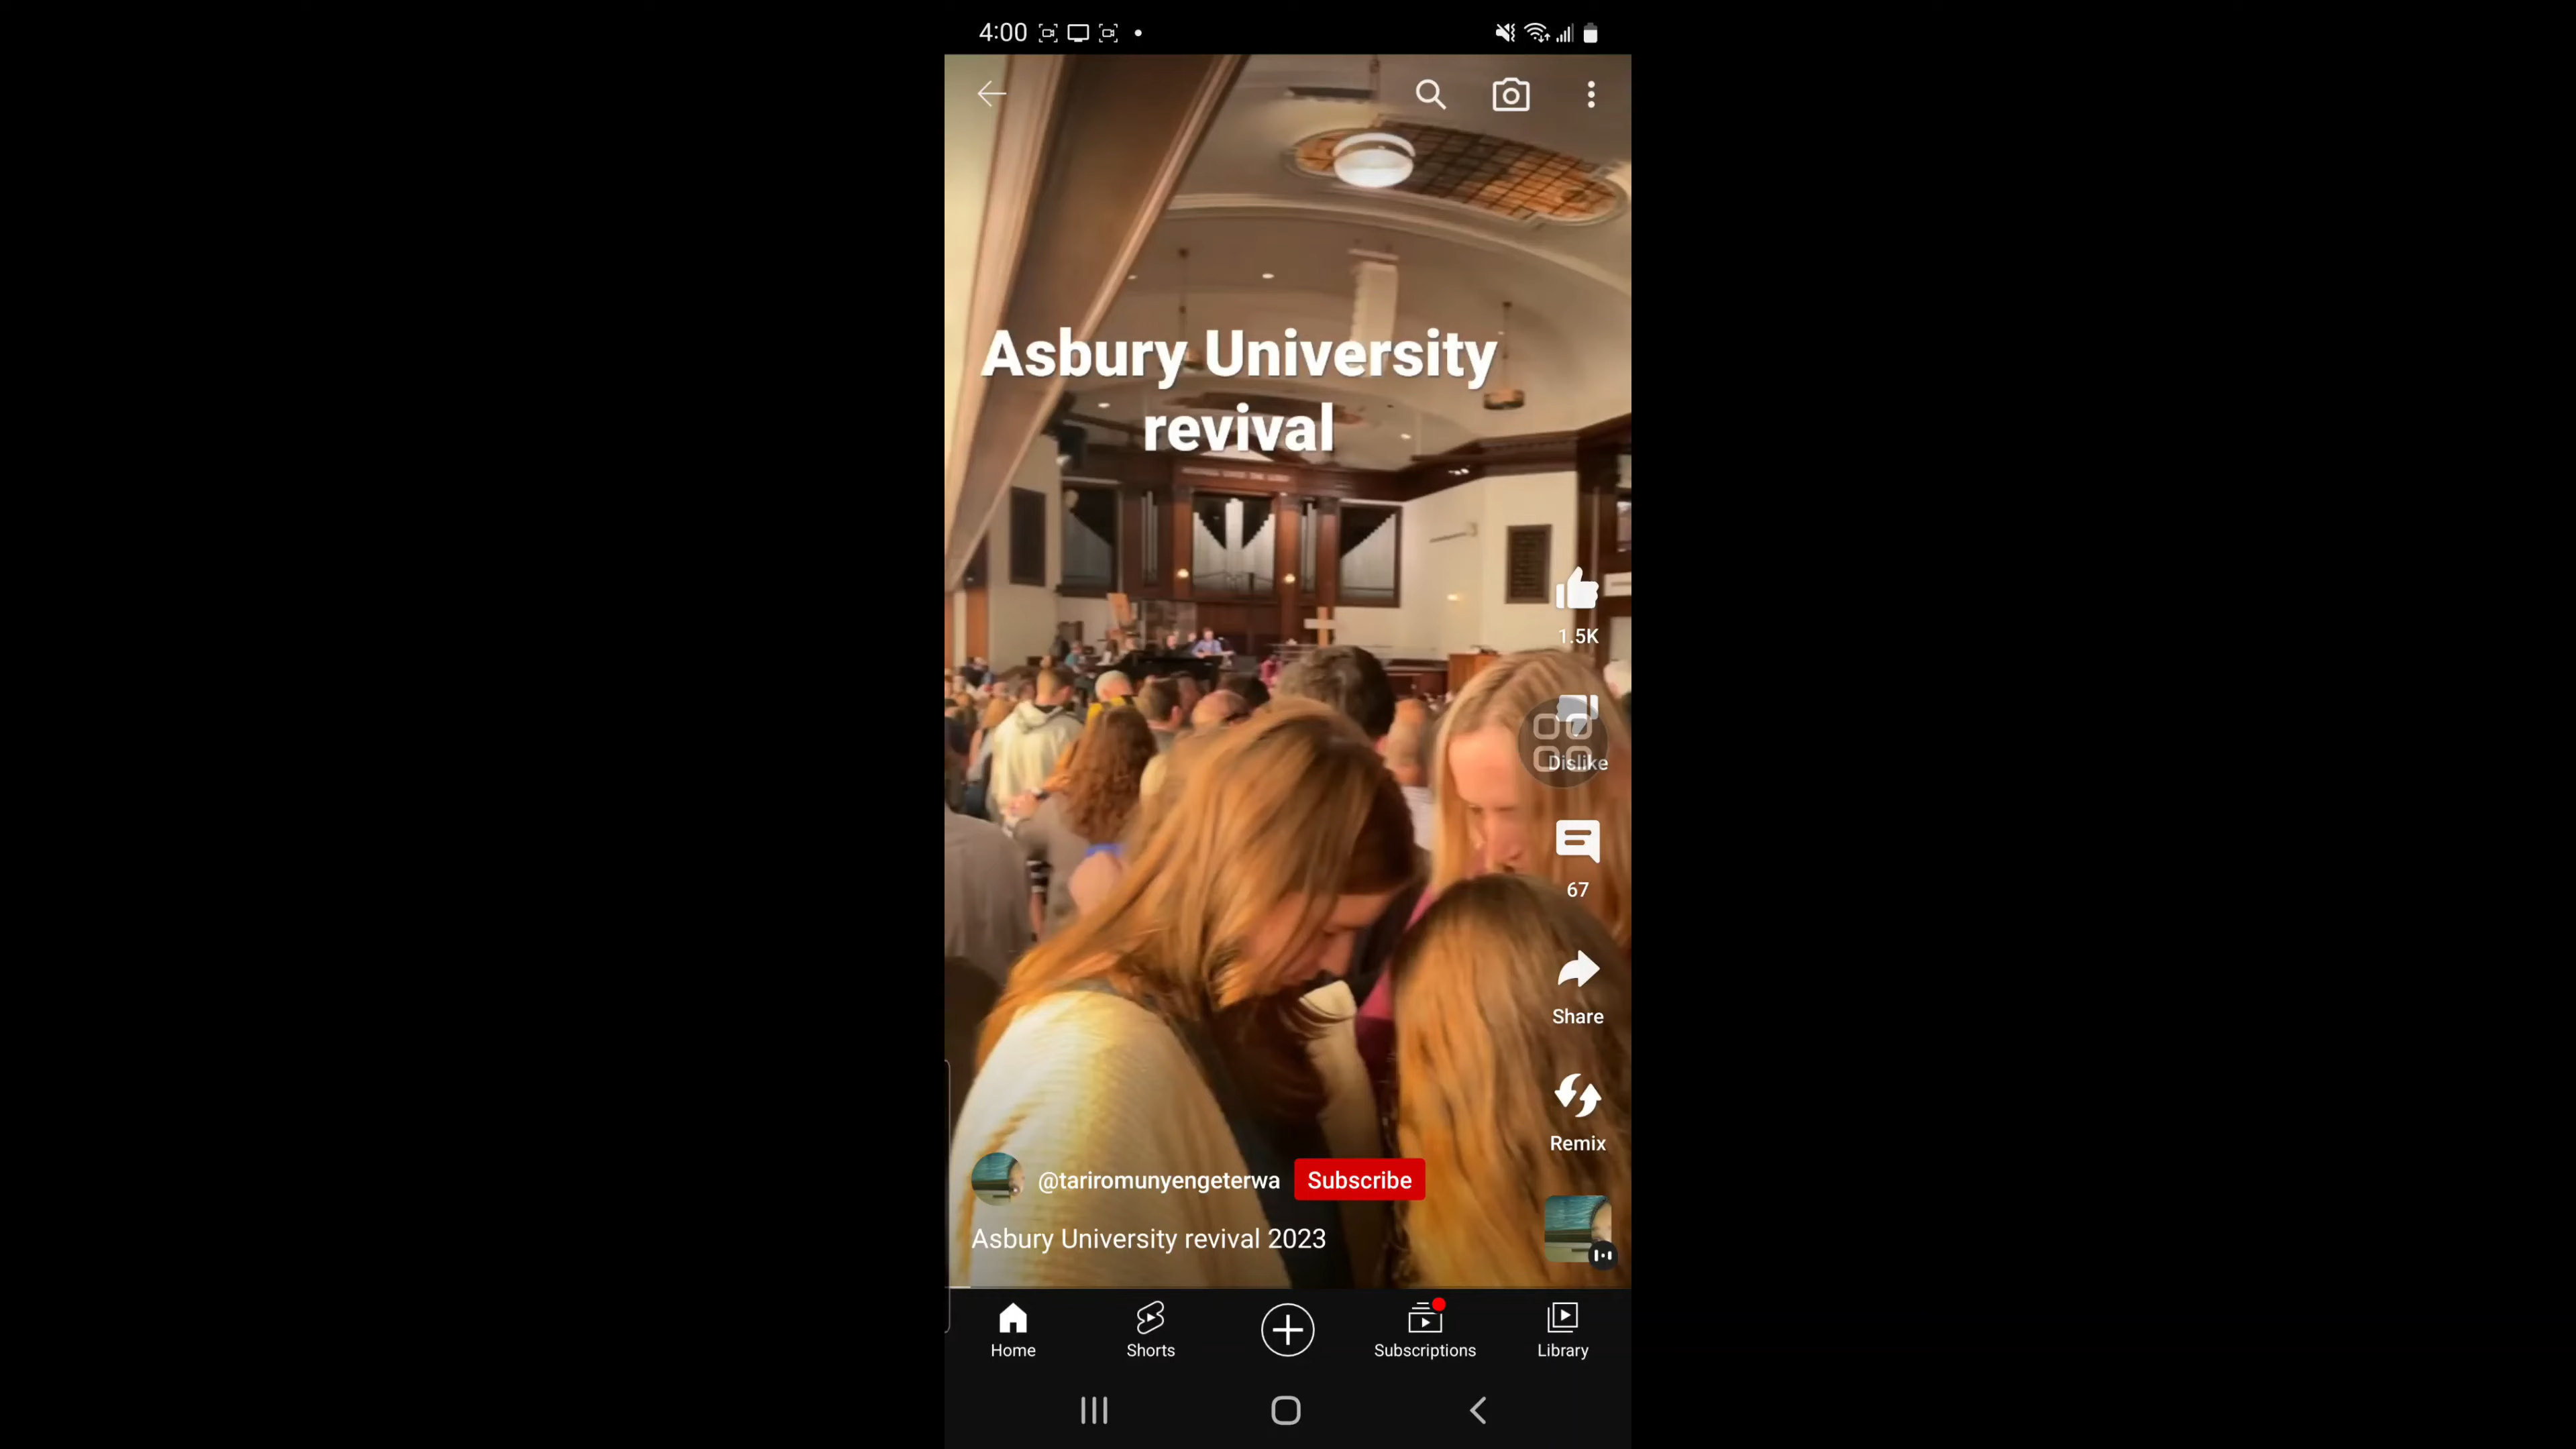 4:00
Asbury University
revival
1.5K
Dislike
67
Share
Remix
@tariromunyengeterwa Subscribe
Asbury University revival 2023
Home Shorts Subscriptions Library